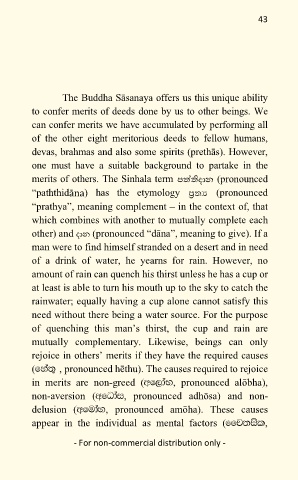 43
The Buddha Sāsanaya offers us this unique ability
to confer merits of deeds done by us to other beings. We
can confer merits we have accumulated by performing all
of the other eight meritorious deeds to fellow humans,
devas, brahmas and also some spirits (prethās). However,
one must have a suitable background to partake in the
merits of others. The Sinhala term පත්තිදාන (pronounced
“paththidāna) has the etymology ප්‍රත්‍ය (pronounced
“prathya”, meaning complement – in the context of, that
which combines with another to mutually complete each
other) and දාන (pronounced “dāna”, meaning to give). If a
man were to find himself stranded on a desert and in need
of a drink of water, he yearns for rain. However, no
amount of rain can quench his thirst unless he has a cup or
at least is able to turn his mouth up to the sky to catch the
rainwater; equally having a cup alone cannot satisfy this
need without there being a water source. For the purpose
of quenching this man’s thirst, the cup and rain are
mutually complementary. Likewise, beings can only
rejoice in others’ merits if they have the required causes
(හේතු , pronounced hēthu). The causes required to rejoice
in merits are non-greed (අලෝභ, pronounced alōbha),
non-aversion (අධෝස, pronounced adhōsa) and non-
delusion (අමෝහ, pronounced amōha). These causes
appear in the individual as mental factors (චෛතසික,
- For non-commercial distribution only -